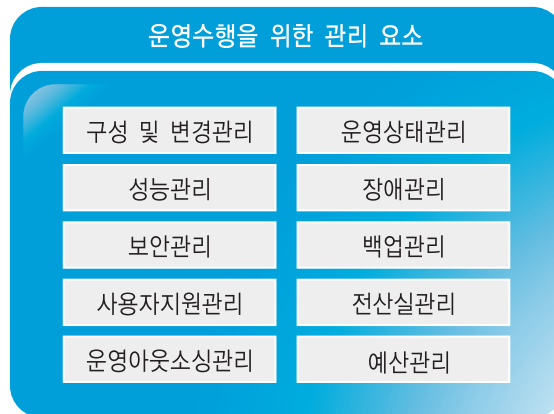 운영수행을 위한 관리 요소
구성 및 변경관리 운영상태관리
성능관리 장애관리
보안관리 백업관리
사용자지원관리 전산실관리
운영아웃소싱관리 예산관리